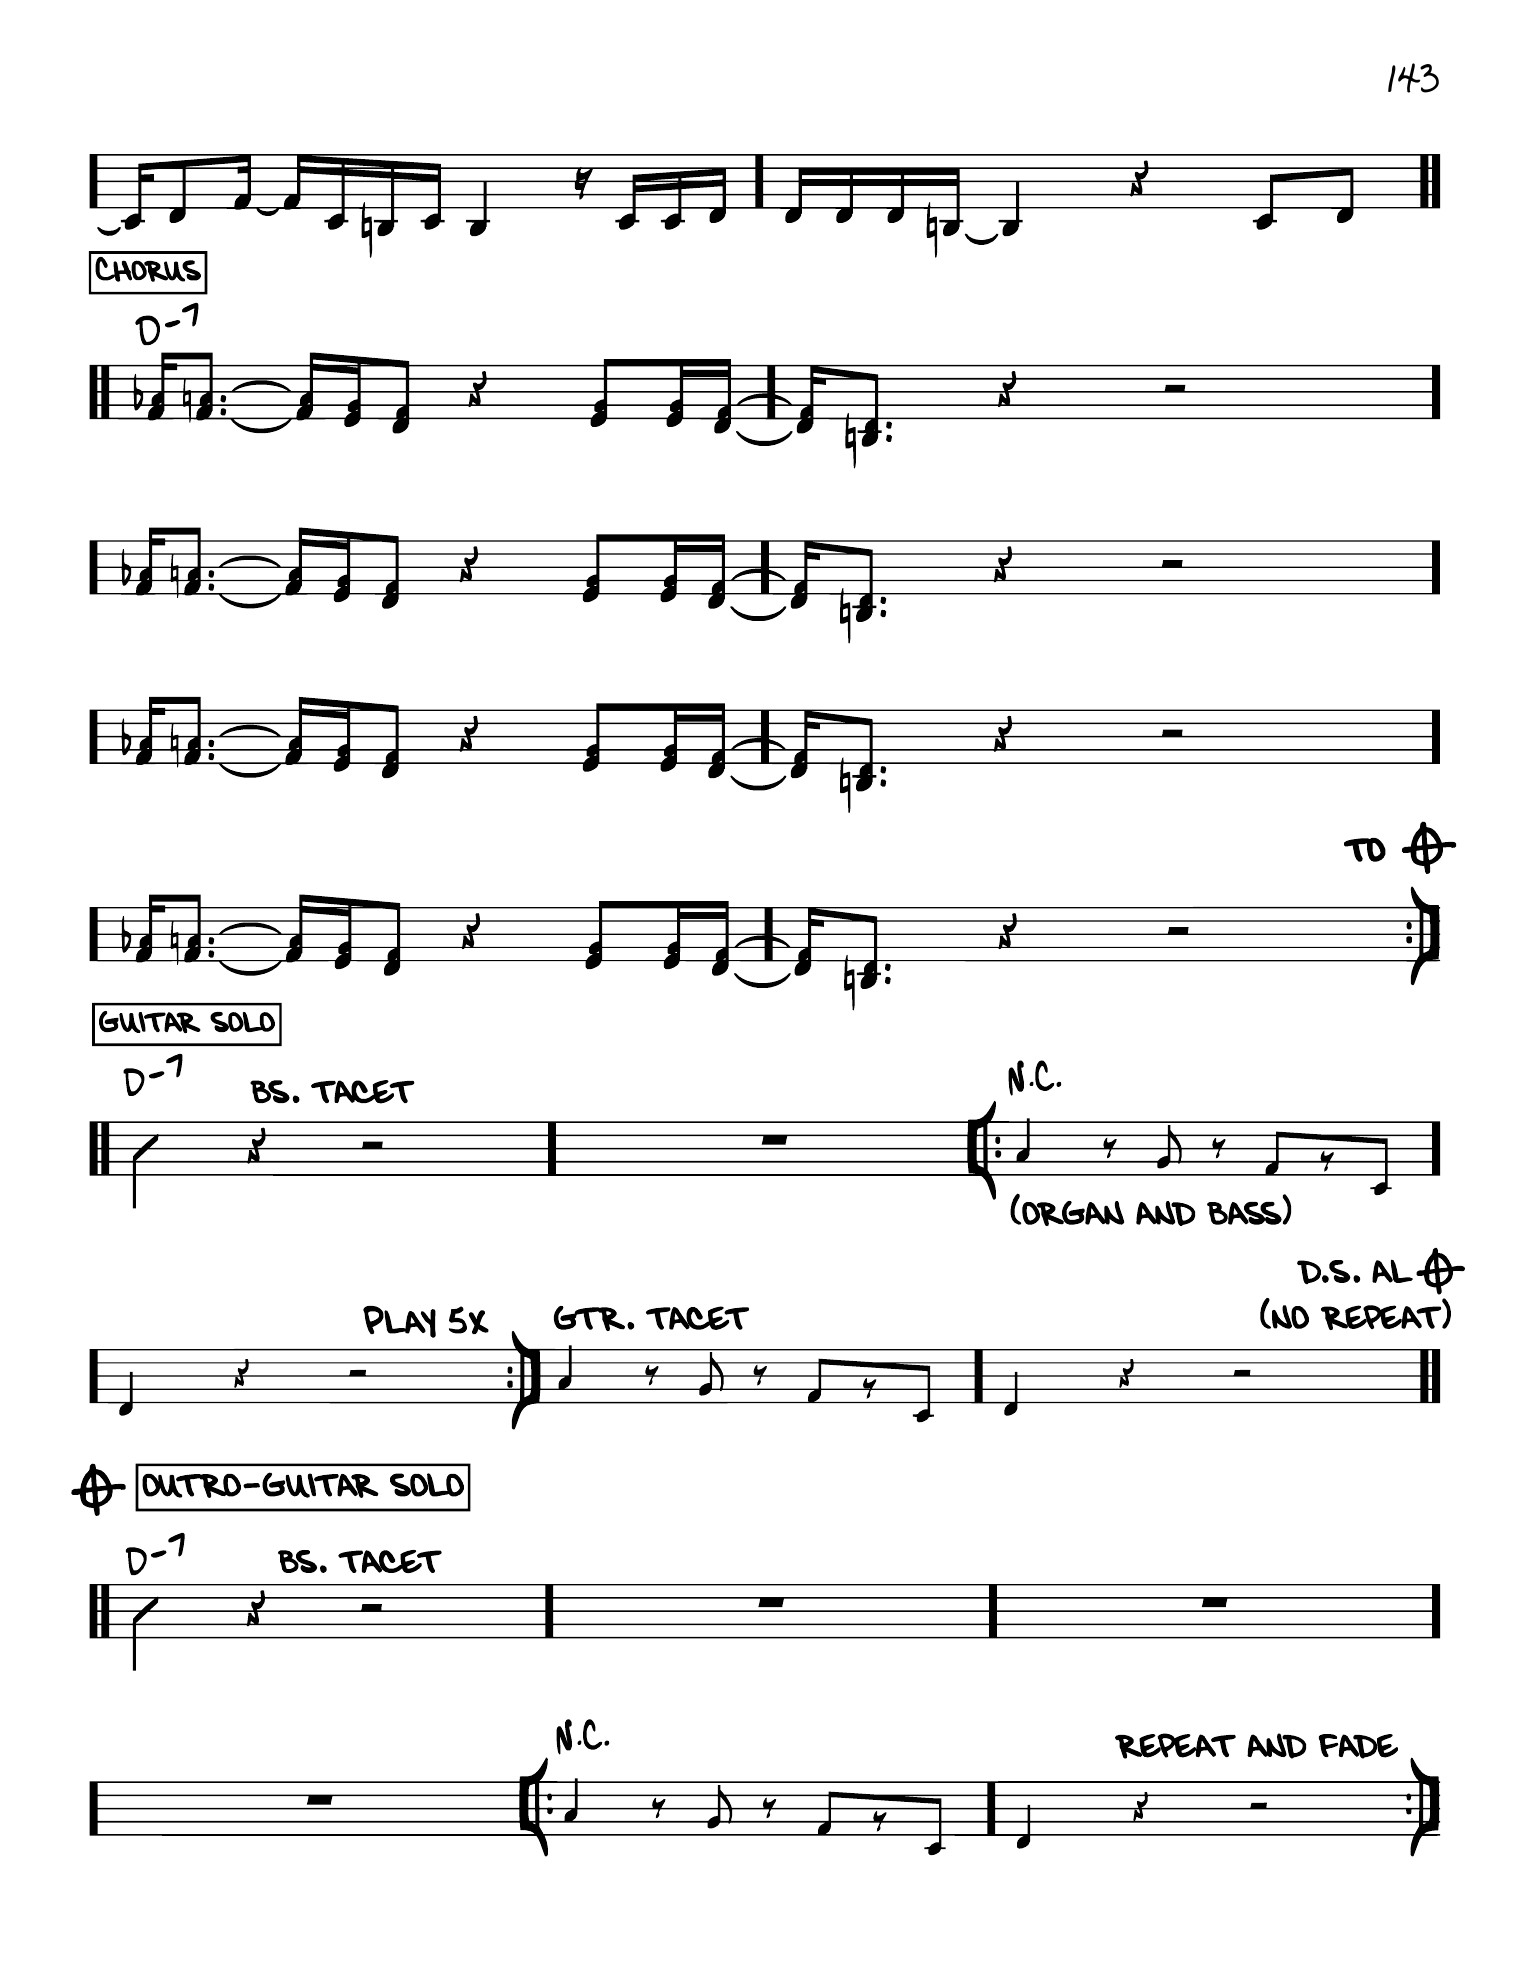 143
CHORUS
D-7
TO
GUITAR SOLO
D-7 BS. TACET N.C.
(ORGAN AND BASS)
D.S. AL
PLAY 5X GTR. TACET (NO REPEAT)
OUTRO-GUITAR SOLO
D-7 BS. TACET
N.C. REPEAT AND FADE